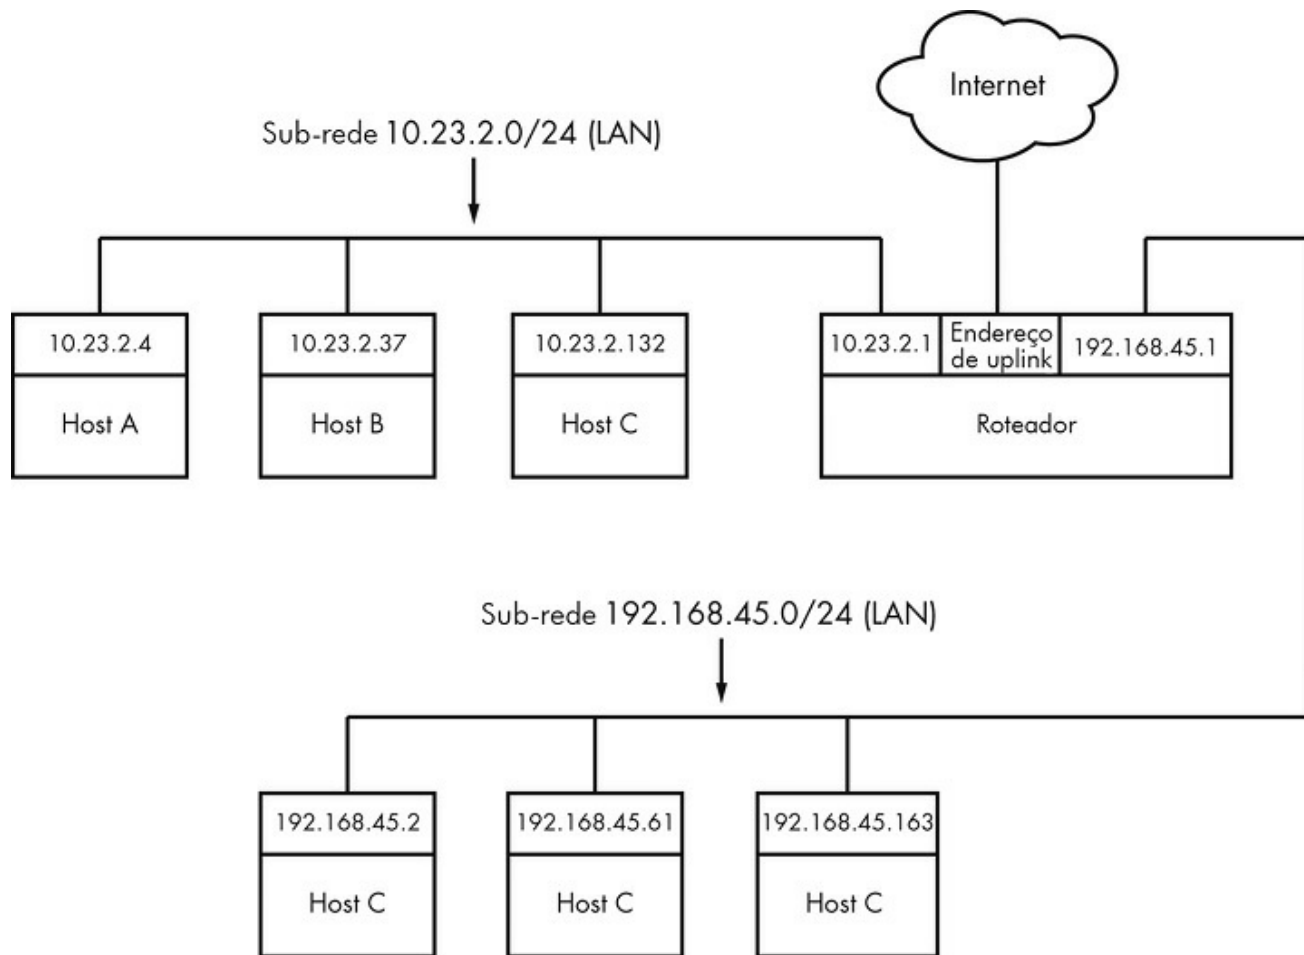 Internet
Sub-rede 10.23.2.0/24 (LAN)
10.23.2.4
10.23.2.37
10.23.2.132
10.23.2.1
Endereço
de uplink
192.168.45.1
Host A
Host B
Host C
Roteador
Sub-rede 192.168.45.0/24 (LAN)
192.168.45.2
192.168.45.61
192.168.45.163
Host C
Host C
Host C